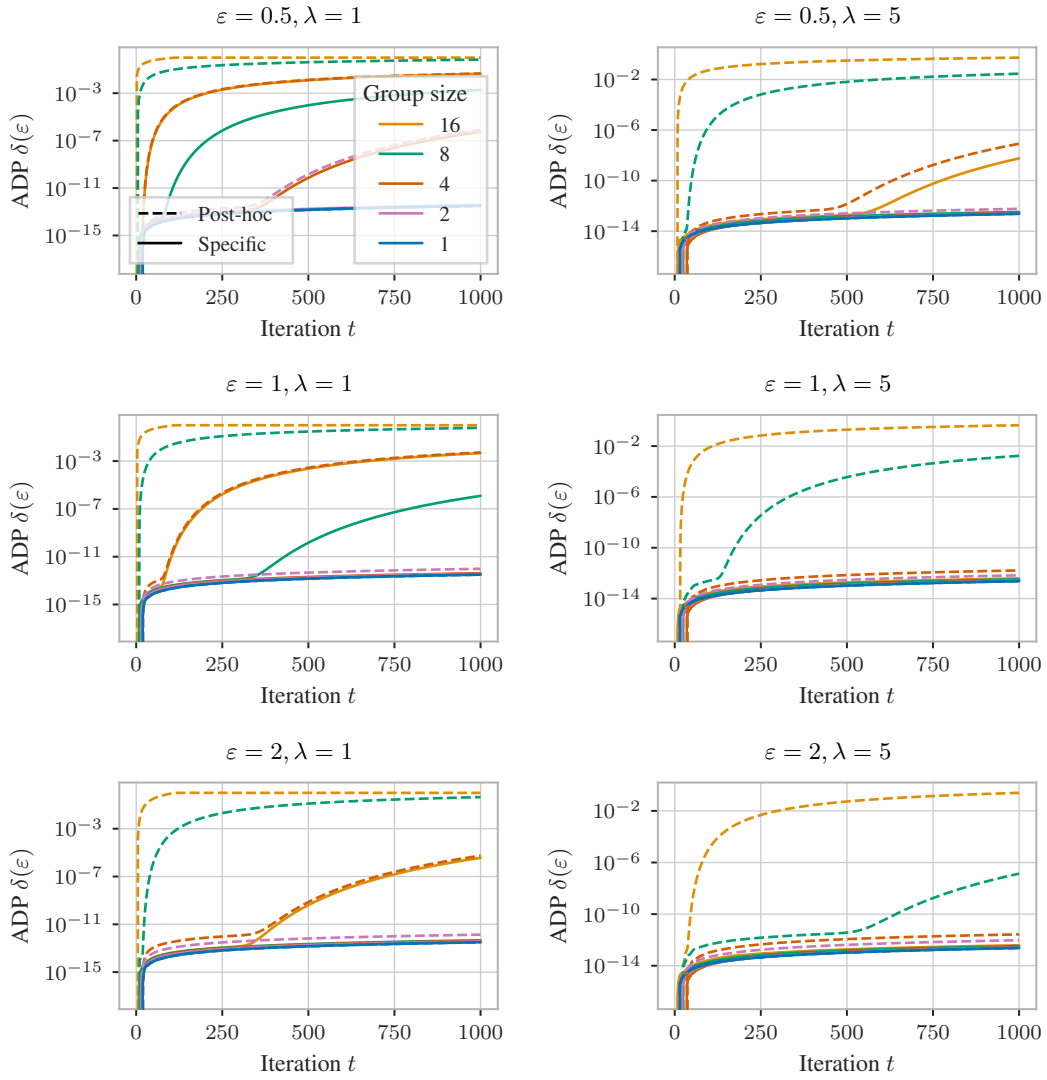 ε = 0.5, λ = 1
ADP δ(ε)
10⁻³
10⁻⁷
10⁻¹¹
10⁻¹⁵
Group size
16
8
4
2
1
Post-hoc
Specific
0 250 500 750 1000
Iteration t
ε = 0.5, λ = 5
ADP δ(ε)
10⁻²
10⁻⁶
10⁻¹⁰
10⁻¹⁴
0 250 500 750 1000
Iteration t
ε = 1, λ = 1
ADP δ(ε)
10⁻³
10⁻⁷
10⁻¹¹
10⁻¹⁵
0 250 500 750 1000
Iteration t
ε = 1, λ = 5
ADP δ(ε)
10⁻²
10⁻⁶
10⁻¹⁰
10⁻¹⁴
0 250 500 750 1000
Iteration t
ε = 2, λ = 1
ADP δ(ε)
10⁻³
10⁻⁷
10⁻¹¹
10⁻¹⁵
0 250 500 750 1000
Iteration t
ε = 2, λ = 5
ADP δ(ε)
10⁻²
10⁻⁶
10⁻¹⁰
10⁻¹⁴
0 250 500 750 1000
Iteration t